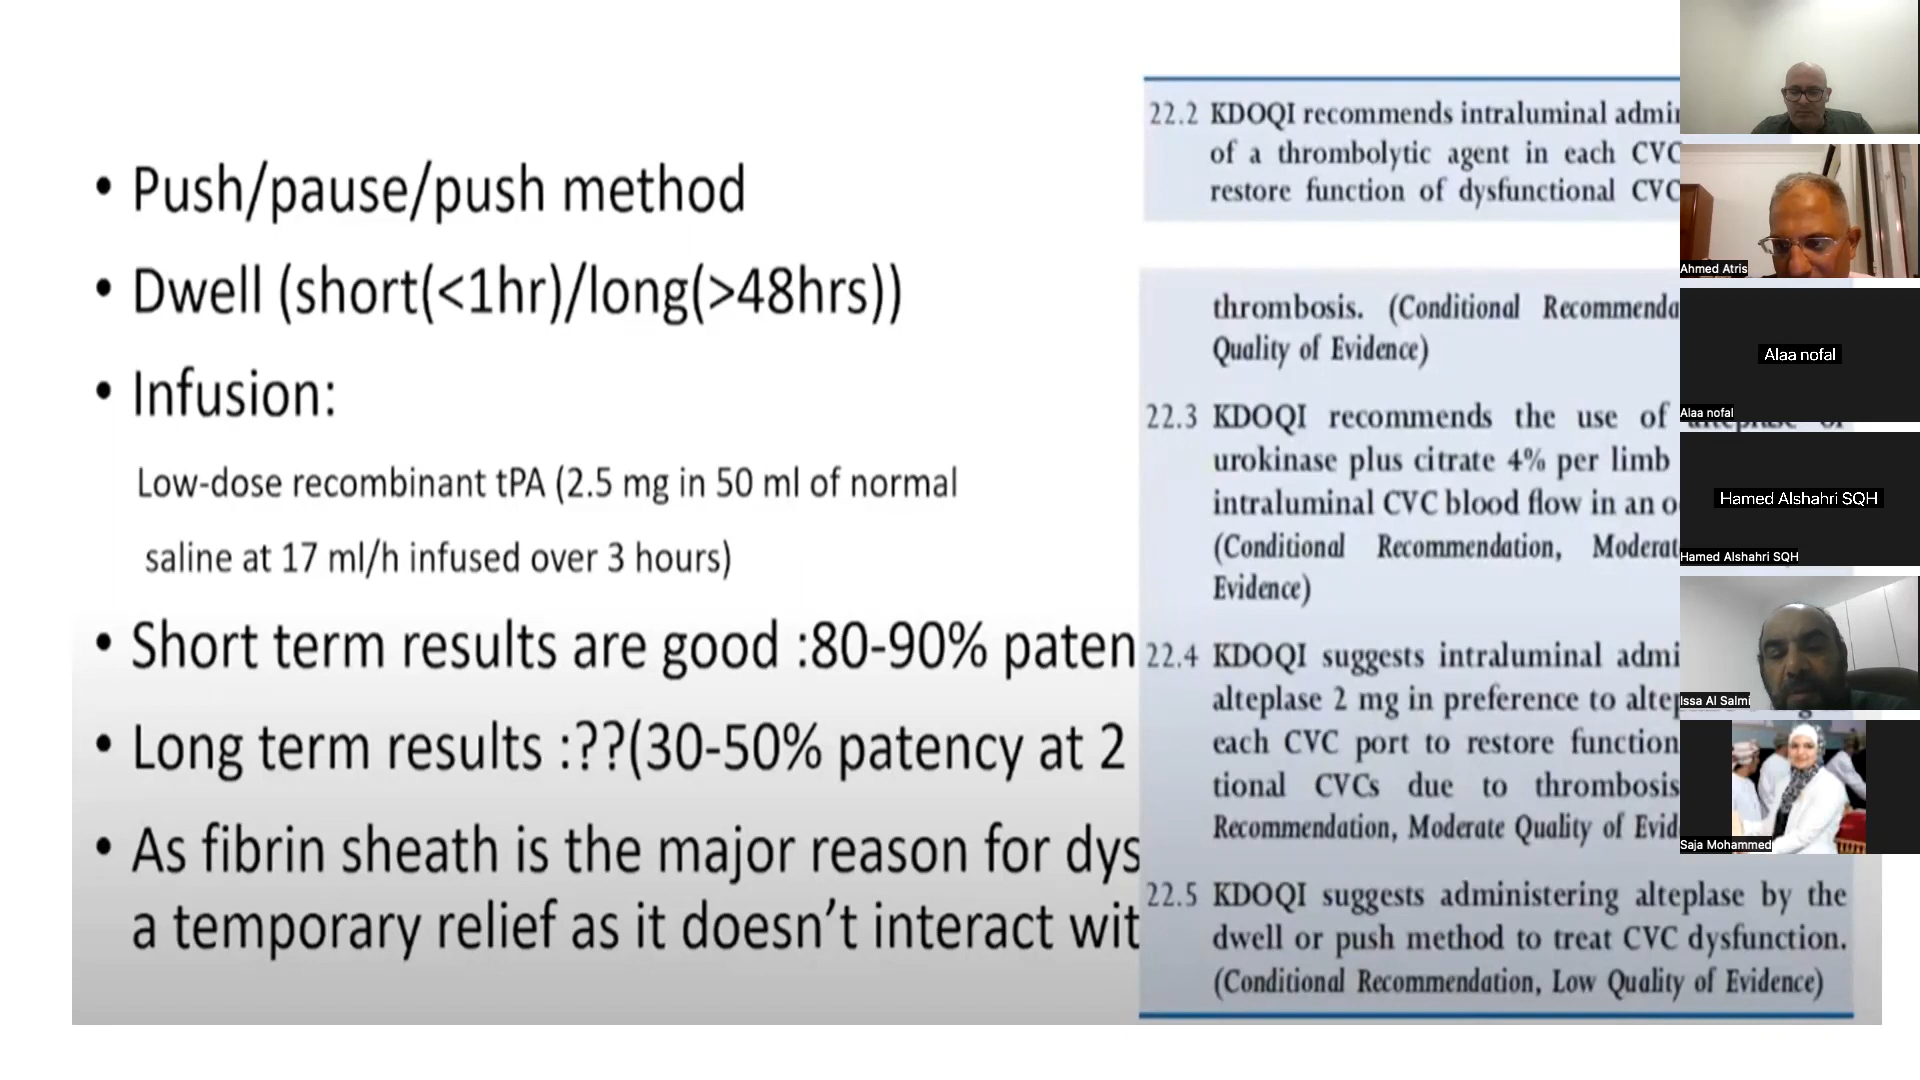 • Push/pause/push method
• Dwell (short(<1hr)/long(>48hrs))
• Infusion:
Low-dose recombinant tPA (2.5 mg in 50 ml of normal
saline at 17 ml/h infused over 3 hours)
• Short term results are good :80-90% paten
• Long term results :??(30-50% patency at 2
• As fibrin sheath is the major reason for dys
a temporary relief as it doesn't interact wit
22.2 KDOQI recommends intraluminal admin
of a thrombolytic agent in each CVC
restore function of dysfunctional CVC
thrombosis. (Conditional Recommenda
Quality of Evidence)
22.3 KDOQI recommends the use of alteplase or
urokinase plus citrate 4% per limb
intraluminal CVC blood flow in an o
(Conditional Recommendation, Moderat
Evidence)
22.4 KDOQI suggests intraluminal admi
alteplase 2 mg in preference to altep
each CVC port to restore function
tional CVCs due to thrombosis
Recommendation, Moderate Quality of Evid
22.5 KDOQI suggests administering alteplase by the
dwell or push method to treat CVC dysfunction.
(Conditional Recommendation, Low Quality of Evidence)
Ahmed Atris
Alaa nofal
Alaa nofal
Hamed Alshahri SQH
Hamed Alshahri SQH
Issa Al Salmi
Saja Mohammed